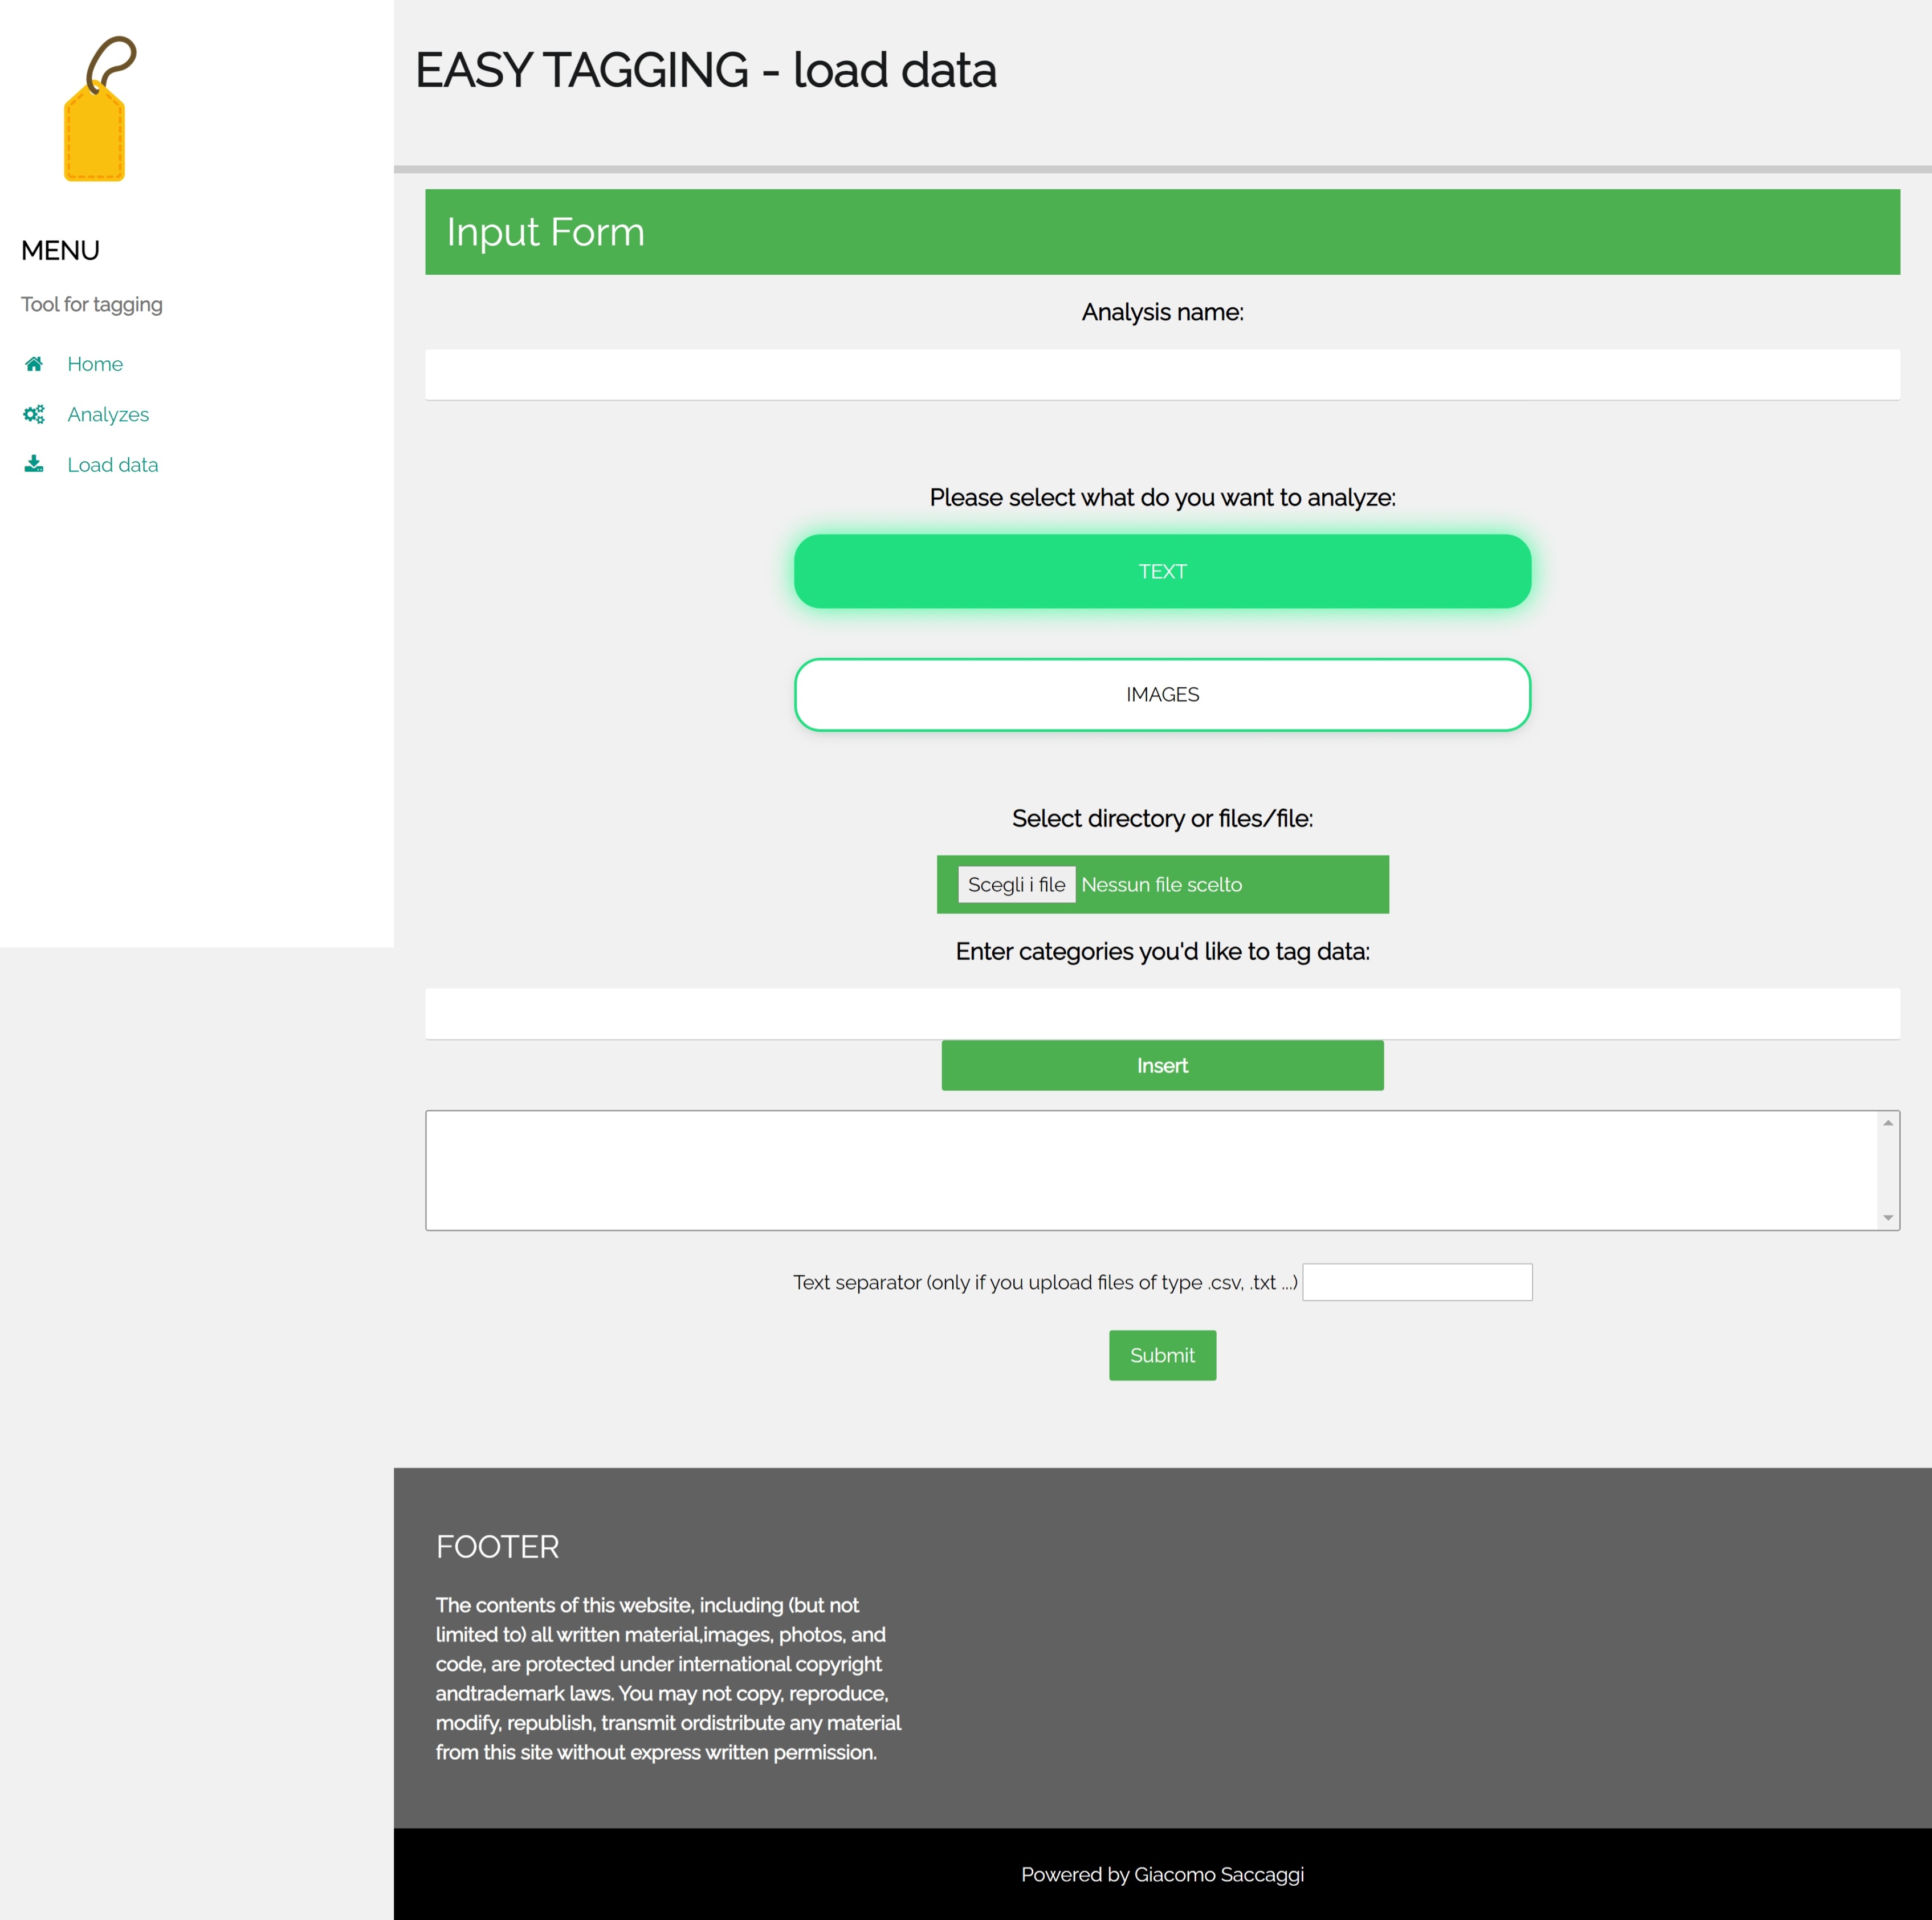 EASY TAGGING - load data
MENU
Tool for tagging
Home
Analyzes
Load data
Input Form
Analysis name:
Please select what do you want to analyze:
TEXT
IMAGES
Select directory or files/file:
Scegli i file Nessun file scelto
Enter categories you'd like to tag data:
Insert
Text separator (only if you upload files of type .csv, .txt ...)
Submit
FOOTER
The contents of this website, including (but not
limited to) all written material,images, photos, and
code, are protected under international copyright
andtrademark laws. You may not copy, reproduce,
modify, republish, transmit ordistribute any material
from this site without express written permission.
Powered by Giacomo Saccaggi